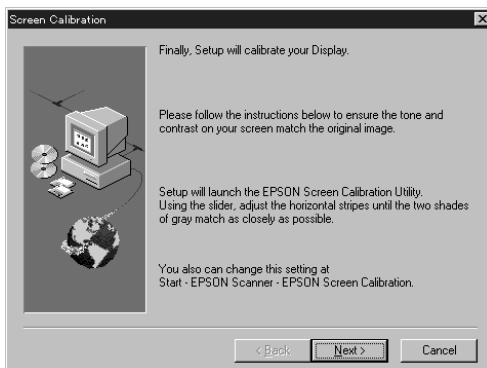 Screen Calibration
Finally, Setup will calibrate your Display.
Please follow the instructions below to ensure the tone and
contrast on your screen match the original image.
Setup will launch the EPSON Screen Calibration Utility.
Using the slider, adjust the horizontal stripes until the two shades
of gray match as closely as possible.
You also can change this setting at
Start - EPSON Scanner - EPSON Screen Calibration.
< Back Next > Cancel